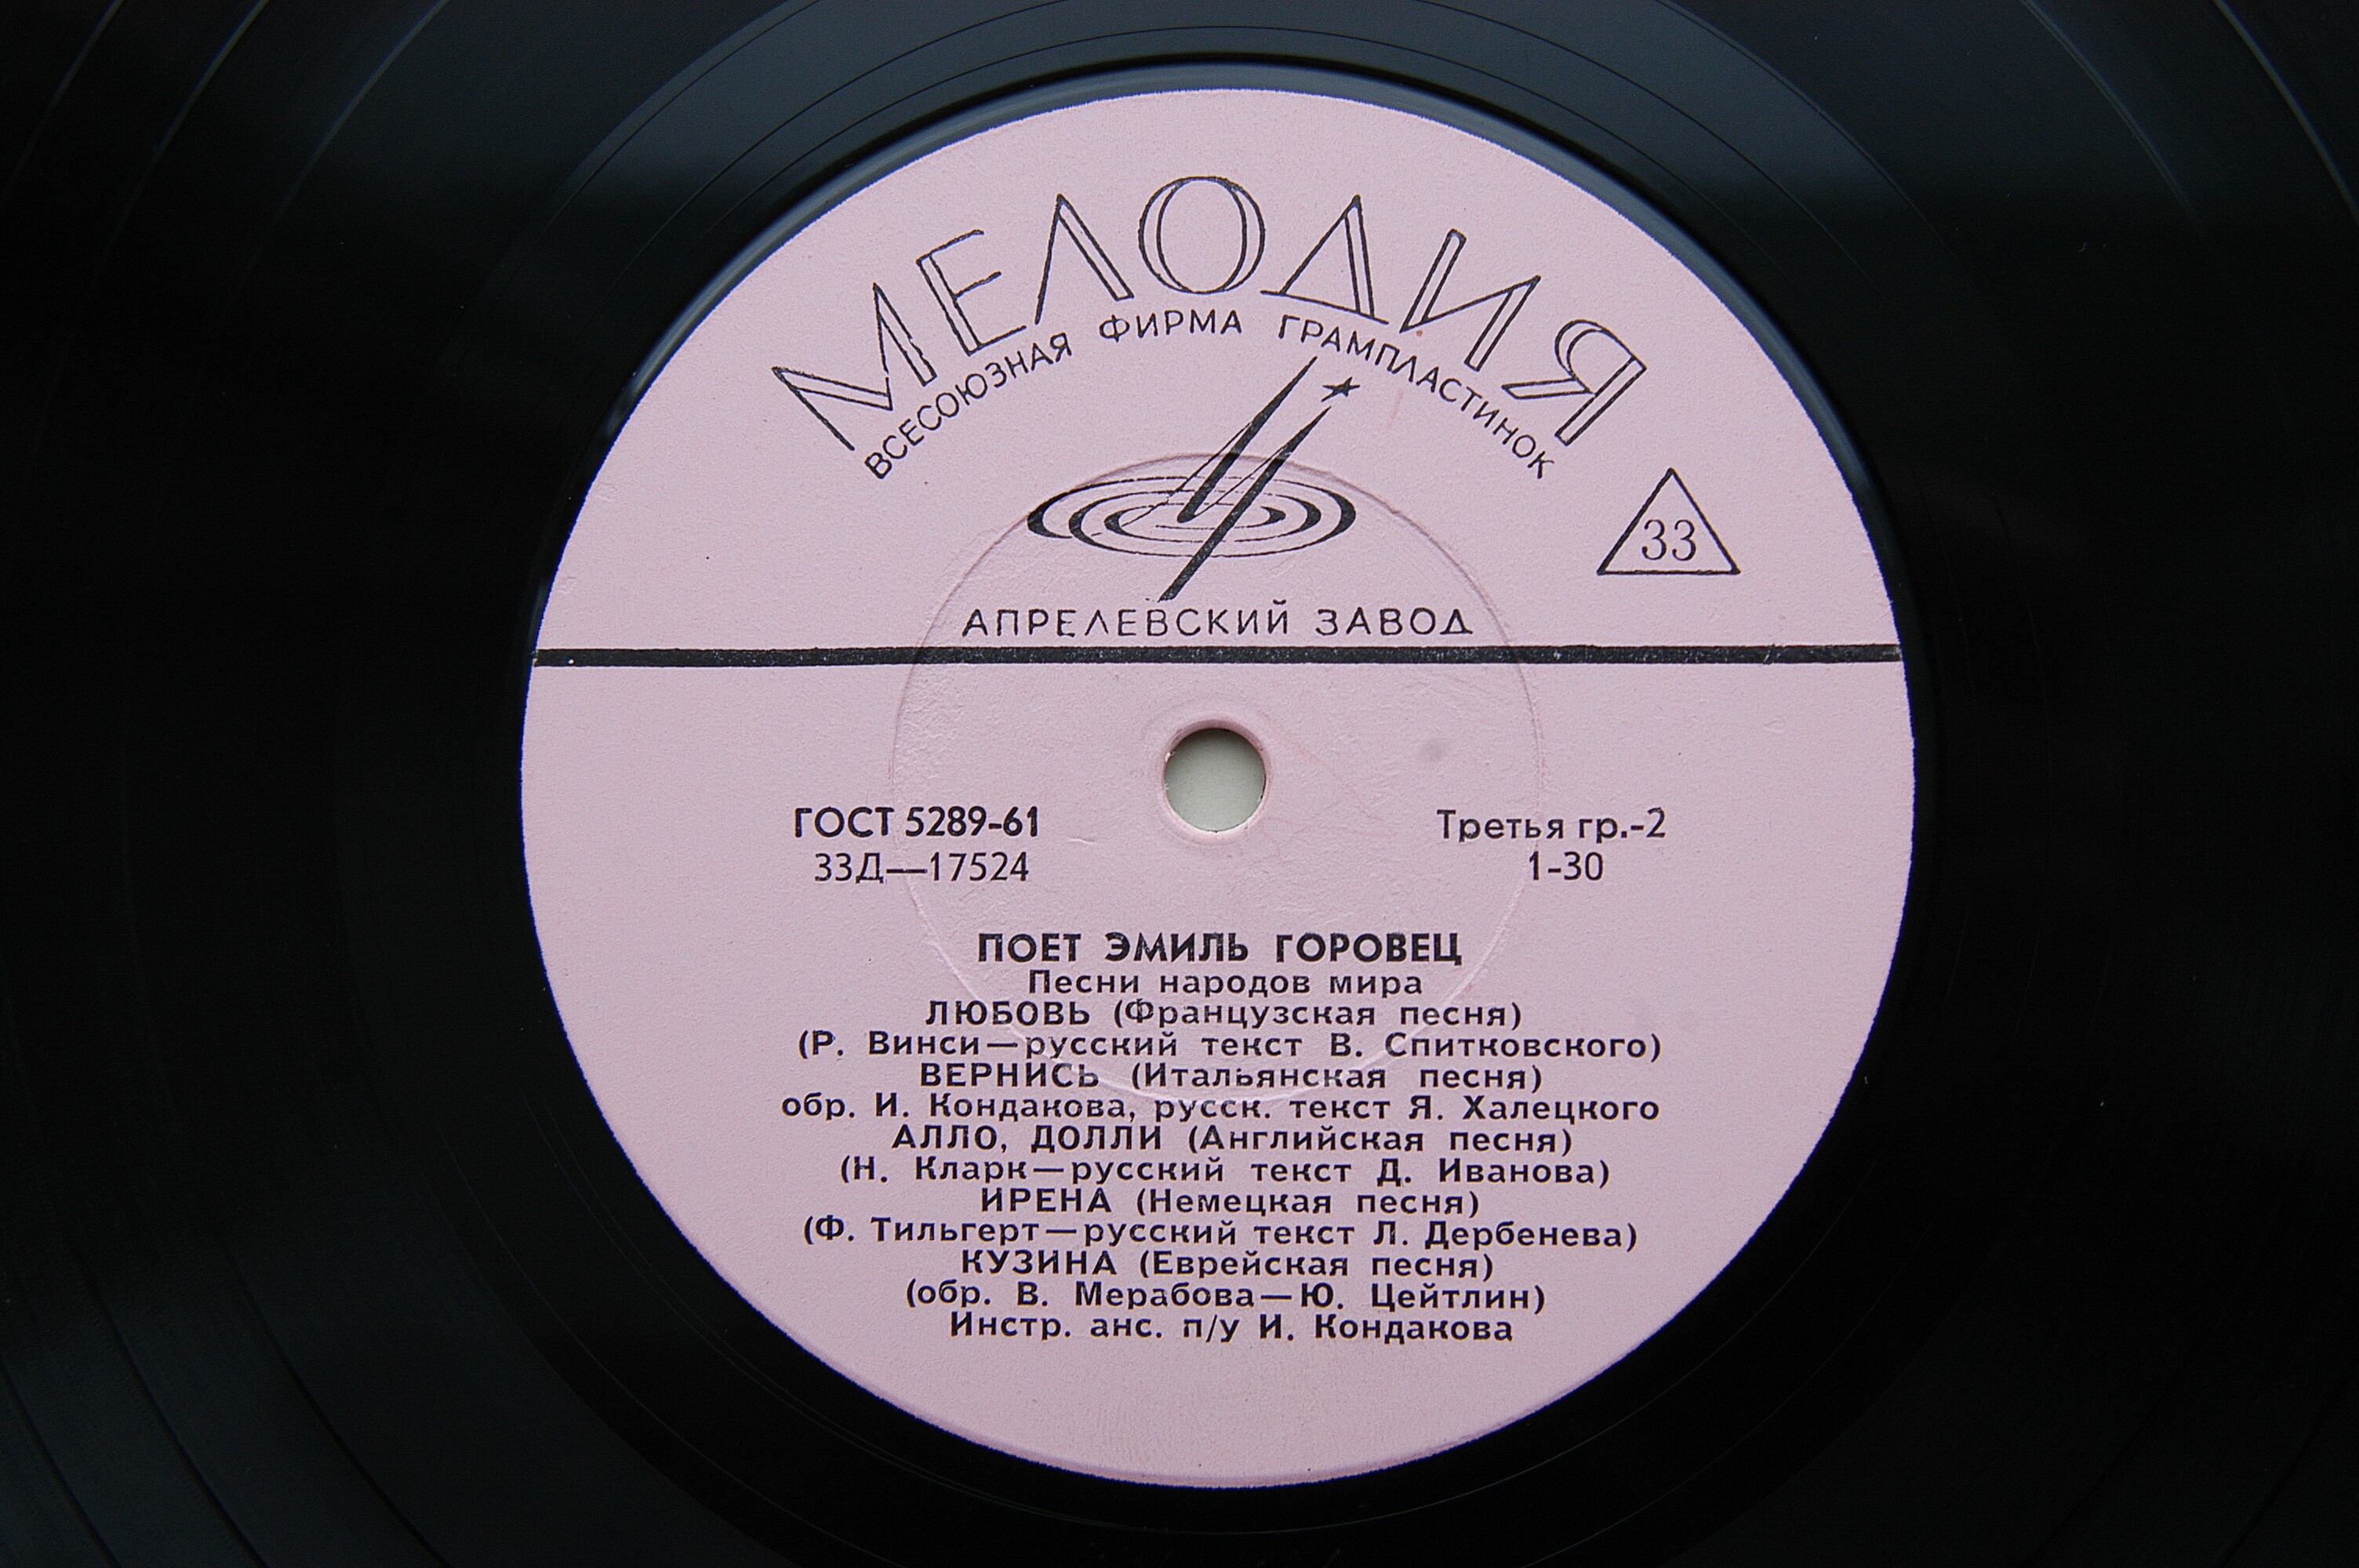 МЕЛОДИЯ
ВСЕСОЮЗНАЯ ФИРМА ГРАМПЛАСТИНОК
33
АПРЕЛЕВСКИЙ ЗАВОД
ГОСТ 5289-61
33Д—17524
Третья гр.-2
1-30
ПОЕТ ЭМИЛЬ ГОРОВЕЦ
Песни народов мира
ЛЮБОВЬ (Французская песня)
(Р. Винси—русский текст В. Спитковского)
ВЕРНИСЬ (Итальянская песня)
обр. И. Кондакова, русск. текст Я. Халецкого
АЛЛО, ДОЛЛИ (Английская песня)
(Н. Кларк—русский текст Д. Иванова)
ИРЕНА (Немецкая песня)
(Ф. Тильгерт—русский текст Л. Дербенева)
КУЗИНА (Еврейская песня)
(обр. В. Мерабова—Ю. Цейтлин)
Инстр. анс. п/у И. Кондакова